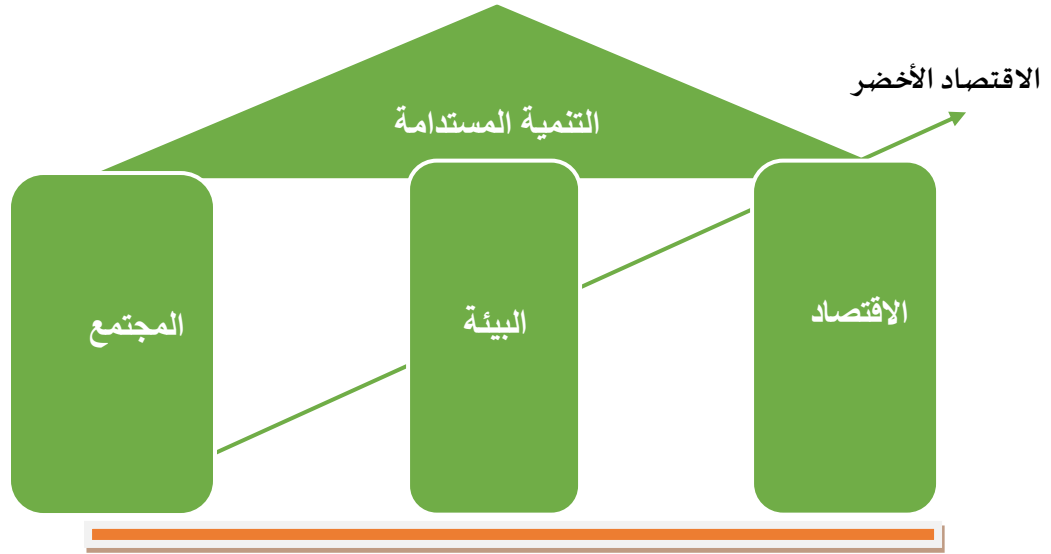 الاقتصاد الأخضر
التنمية المستدامة
الاقتصاد
البيئة
المجتمع